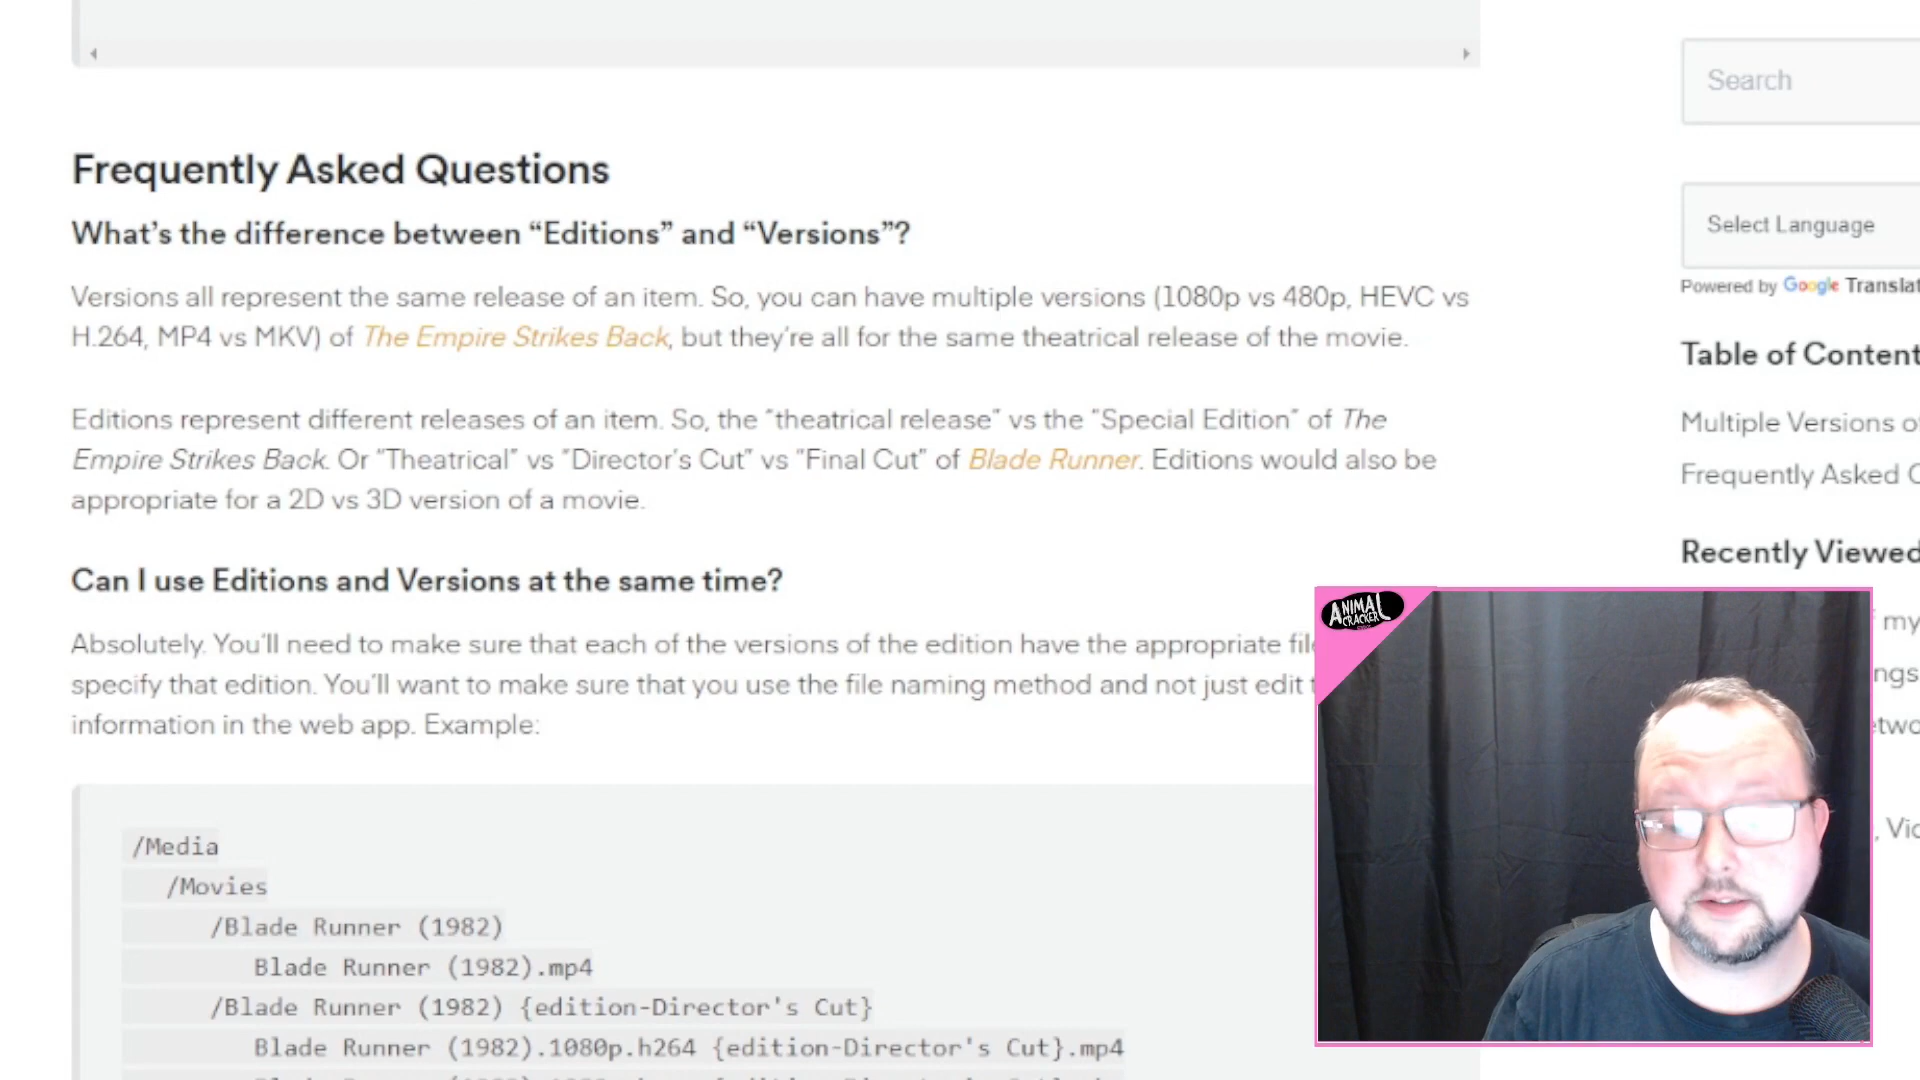 Search
Frequently Asked Questions
What's the difference between “Editions” and “Versions”?
Versions all represent the same release of an item. So, you can have multiple versions (1080p vs 480p, HEVC vs
H.264, MP4 vs MKV) of The Empire Strikes Back, but they're all for the same theatrical release of the movie.
Editions represent different releases of an item. So, the "theatrical release" vs the "Special Edition" of The
Empire Strikes Back. Or "Theatrical" vs "Director's Cut" vs "Final Cut" of Blade Runner. Editions would also be
appropriate for a 2D vs 3D version of a movie.
Can I use Editions and Versions at the same time?
Absolutely. You'll need to make sure that each of the versions of the edition have the appropriate
specify that edition. You'll want to make sure that you use the file naming method and not just edit
information in the web app. Example:
/Media
/Movies
/Blade Runner (1982)
Blade Runner (1982).mp4
/Blade Runner (1982) {edition-Director's Cut}
Blade Runner (1982).1080p.h264 {edition-Director's Cut}.mp4
Select Language
Powered by Google Translat
Table of Content
Multiple Versions o
Frequently Asked
Recently Viewed
my
ngs
ANIMAL
CRACKER